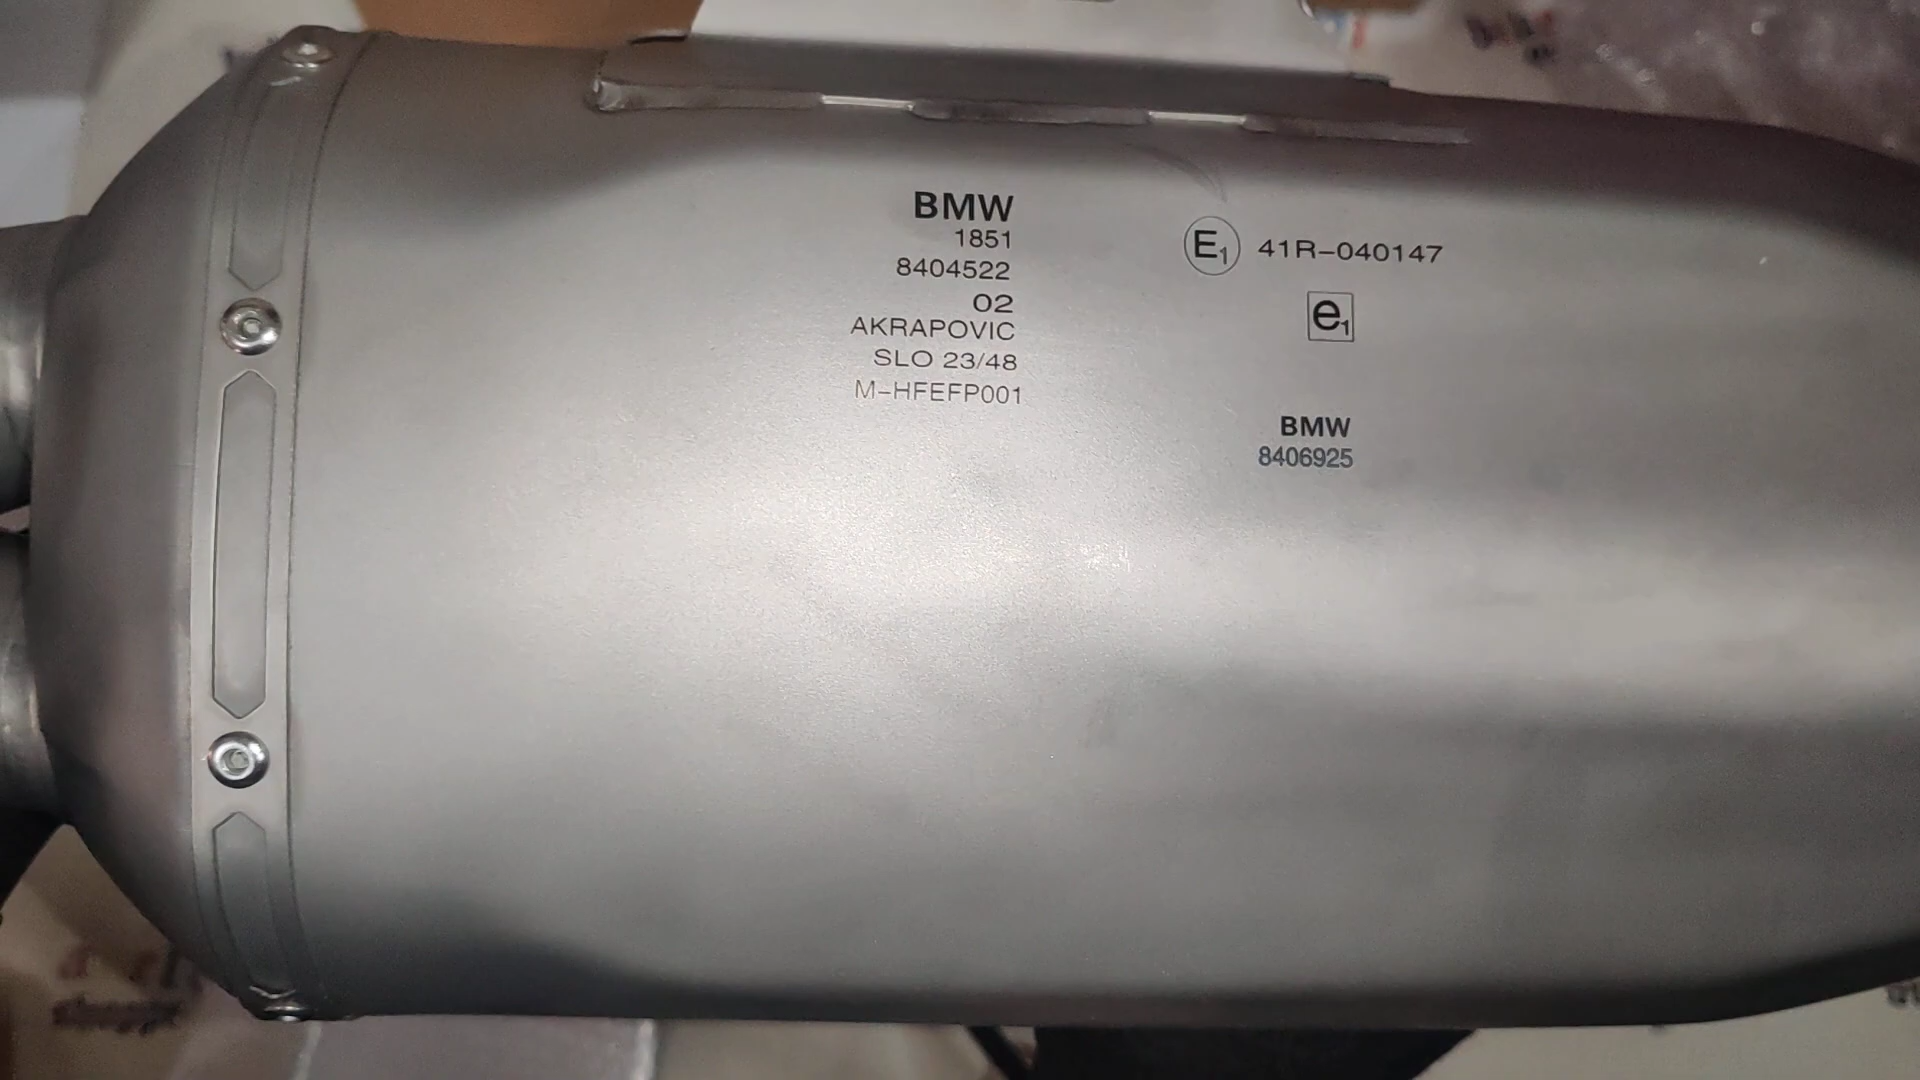 BMW
1851
8404522
02
AKRAPOVIC
SLO 23/48
M-HFEFP001
E1 41R-040147
e1
BMW
8406925